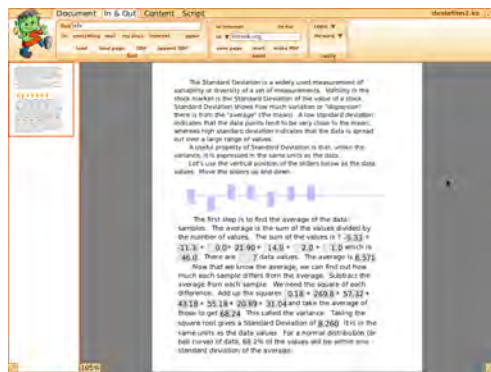 Document In & Out Content Script
The Standard Deviation is a widely used measurement of
variability or diversity of a set of measurements. Volitility in the
stock market is the Standard Deviation of the value of a stock.
Standard Deviation shows how much variation or "dispersion"
there is from the "average" (the mean). A low standard deviation
indicates that the data points tend to be very close to the mean,
whereas high standard deviation indicates that the data is spread
out over a large range of values.
A useful property of Standard Deviation is that, unlike the
variance, it is expressed in the same units as the data.
Let's use the vertical position of the sliders below as the data
values. Move the sliders up and down.
The first step is to find the average of the data
samples. The average is the sum of the values divided by
the number of values. The sum of the values is ? -5.33 +
-11.3 + 0.0 + 21.90 + 14.0 + 2.0 + 1.0 which is
46.0. There are 7 data values. The average is 6.571
Now that we know the average, we can find out how
much each sample differs from the average. Subtract the
average from each sample. We need the square of each
difference. Add up the squares 0.18 + 269.8 + 57.32 +
43.18 + 55.18 + 20.89 + 31.04 and take the average of
those to get 68.24 This called the variance. Taking the
square root gives a Standard Deviation of 8.260 It is in the
same units as the data values. For a normal distribution (or
bell curve) of data, 68.2% of the values will be within one
standard deviation of the average.
105%